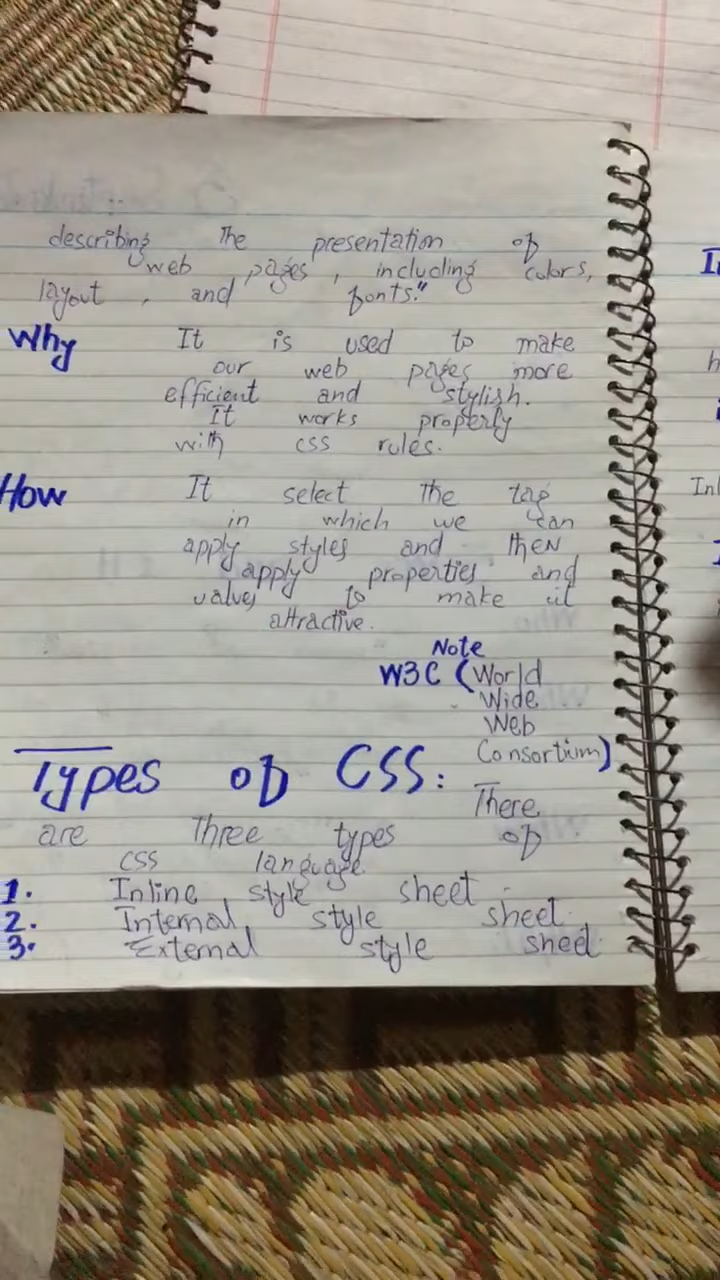 describing the presentation of
web pages, including colors,
layout, and fonts."
Why It is used to make
our web pages more
efficient and stylish.
It works properly
with css rules.
How It select the tag
in which we can
apply styles and then
apply properties and
values to make it
attractive.
Note
W3C (World
Wide
Web
Consortium)
Types of CSS: There
are three types of
css language
1. Inline style sheet.
2. Internal style sheet.
3. External style sheet.